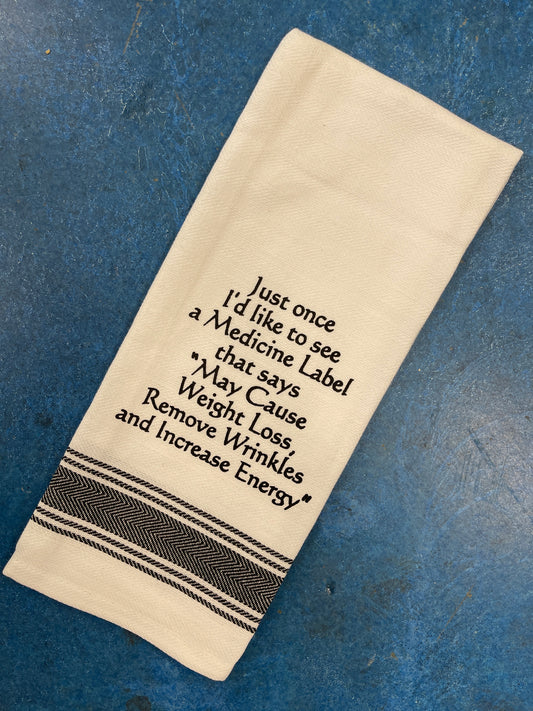 Just once
I'd like to see
a Medicine Label
that says
"May Cause
Weight Loss,
Remove Wrinkles
and Increase Energy"